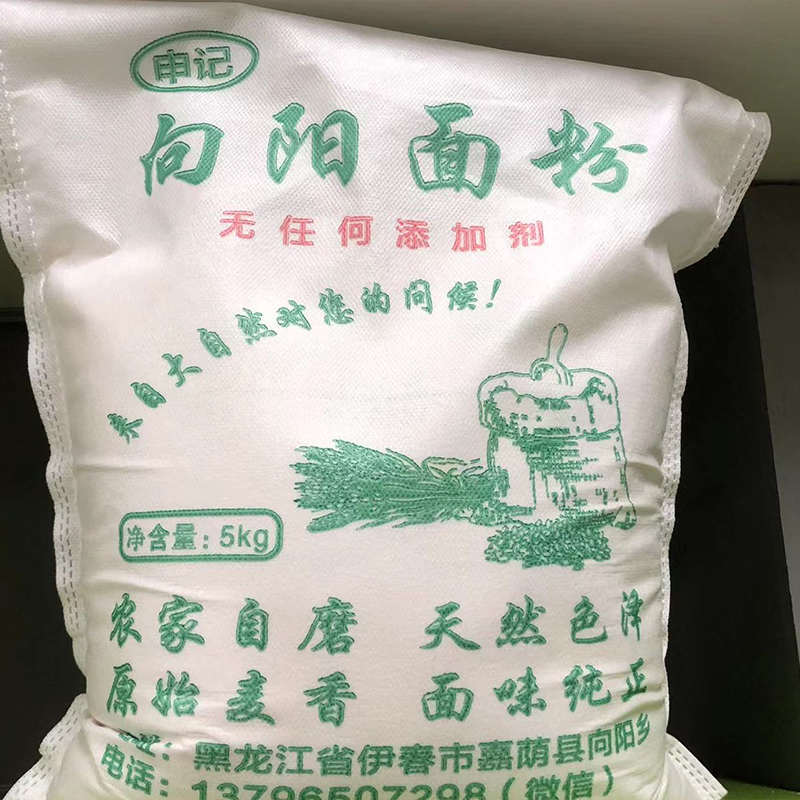 申记
向阳面粉
无任何添加剂
来自大自然对您的问候!
净含量:5kg
农家自磨 天然色泽
原始麦香 面味纯正
地址:黑龙江省伊春市嘉荫县向阳乡
电话:13796507298(微信)